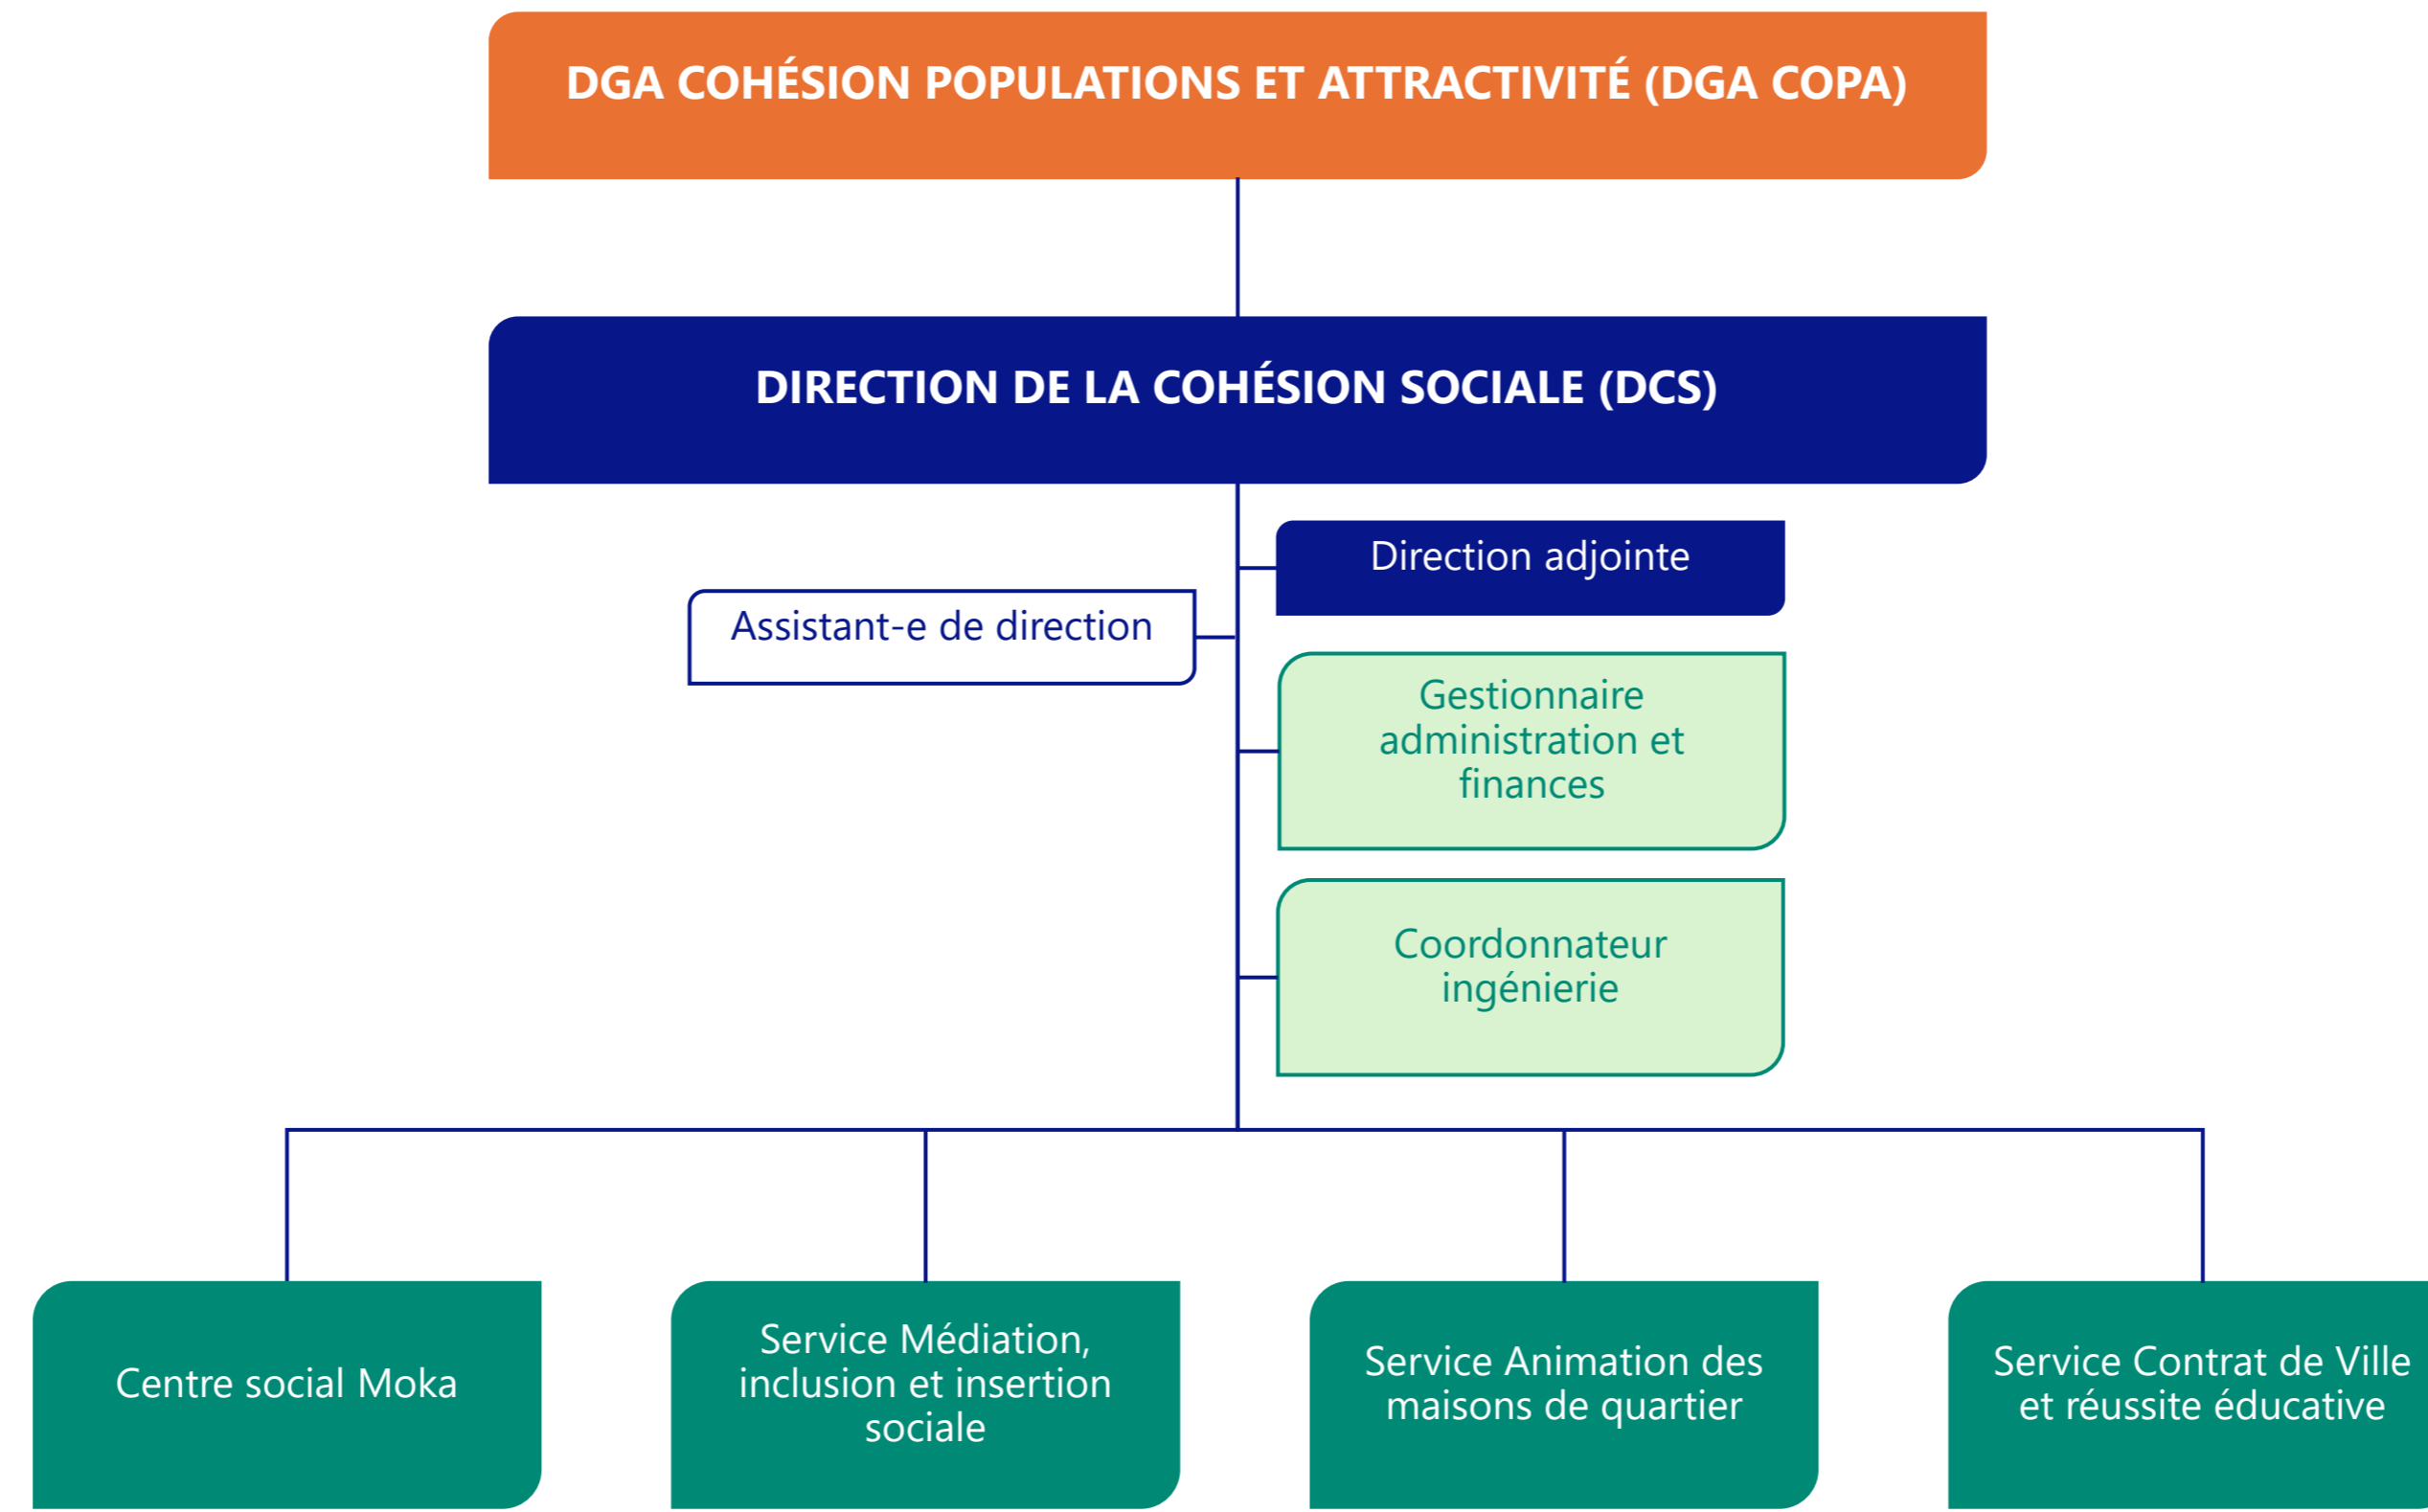 DGA COHÉSION POPULATIONS ET ATTRACTIVITÉ (DGA COPA)
DIRECTION DE LA COHÉSION SOCIALE (DCS)
Direction adjointe
Assistant-e de direction
Gestionnaire
administration et
finances
Coordonnateur
ingénierie
Centre social Moka
Service Médiation,
inclusion et insertion
sociale
Service Animation des
maisons de quartier
Service Contrat de Ville
et réussite éducative